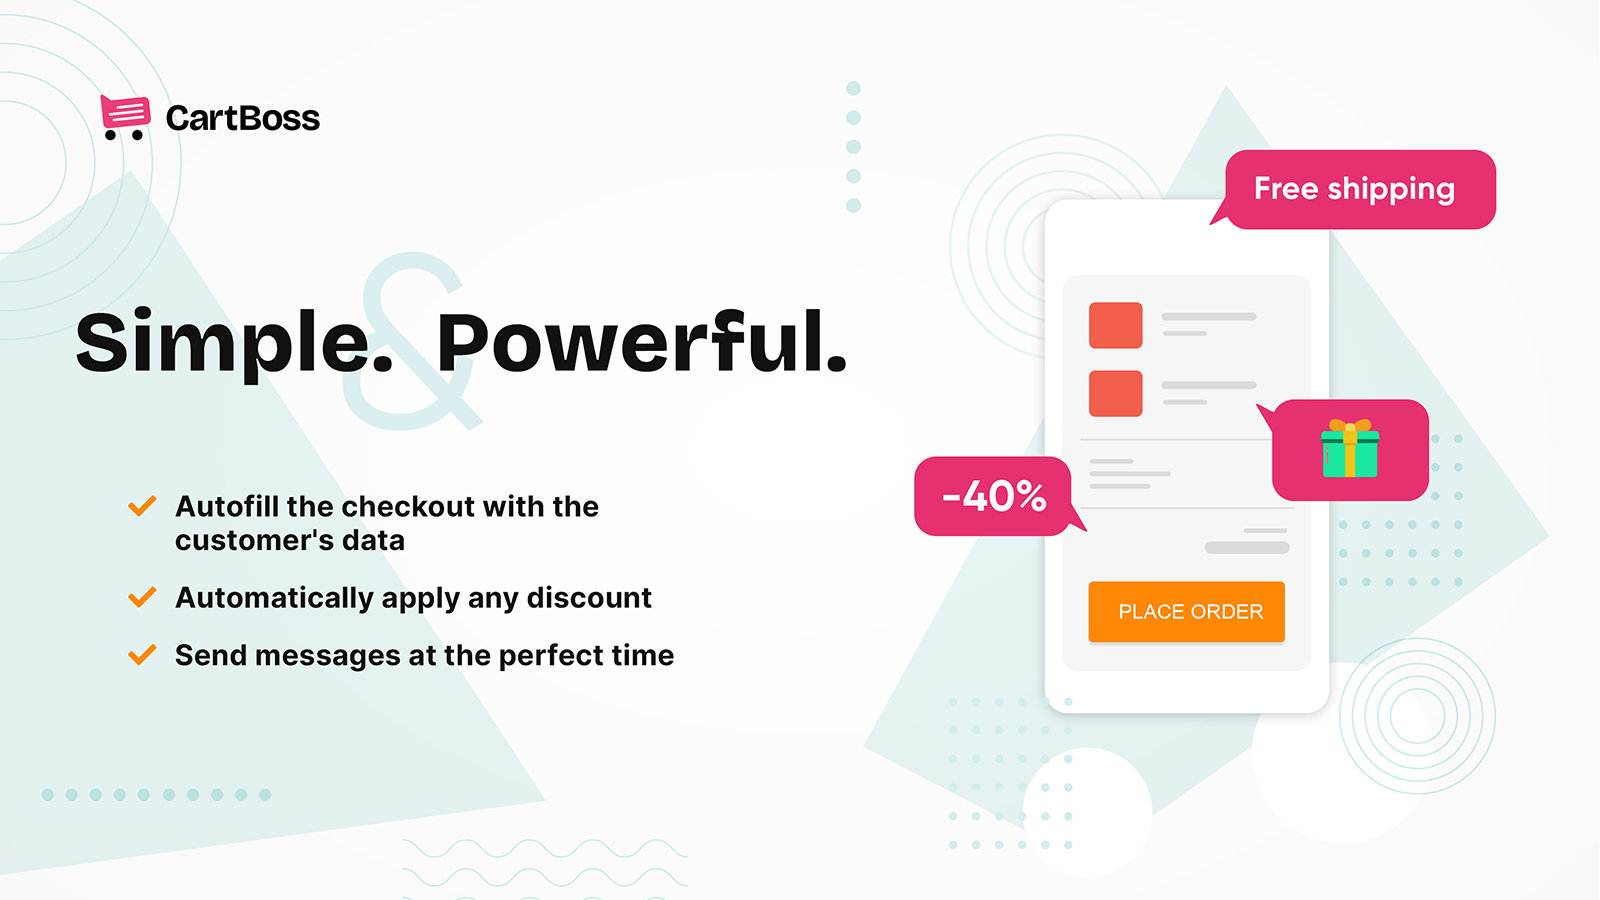 CartBoss
Simple. & Powerful.
Autofill the checkout with the
customer's data
Automatically apply any discount
Send messages at the perfect time
Free shipping
-40%
PLACE ORDER